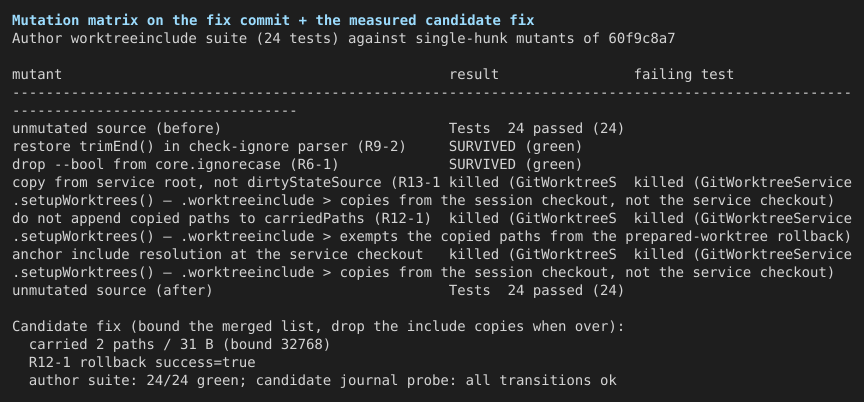 Mutation matrix on the fix commit + the measured candidate fix
Author worktreeinclude suite (24 tests) against single-hunk mutants of 60f9c8a7
mutant result failing test
----------------------------------------------------------------------------------------------------
----------------------------------
unmutated source (before) Tests 24 passed (24)
restore trimEnd() in check-ignore parser (R9-2) SURVIVED (green)
drop --bool from core.ignorecase (R6-1) SURVIVED (green)
copy from service root, not dirtyStateSource (R13-1 killed (GitWorktreeS killed (GitWorktreeService
.setupWorktrees() — .worktreeinclude > copies from the session checkout, not the service checkout)
do not append copied paths to carriedPaths (R12-1) killed (GitWorktreeS killed (GitWorktreeService
.setupWorktrees() — .worktreeinclude > exempts the copied paths from the prepared-worktree rollback)
anchor include resolution at the service checkout killed (GitWorktreeS killed (GitWorktreeService
.setupWorktrees() — .worktreeinclude > copies from the session checkout, not the service checkout)
unmutated source (after) Tests 24 passed (24)
Candidate fix (bound the merged list, drop the include copies when over):
carried 2 paths / 31 B (bound 32768)
R12-1 rollback success=true
author suite: 24/24 green; candidate journal probe: all transitions ok